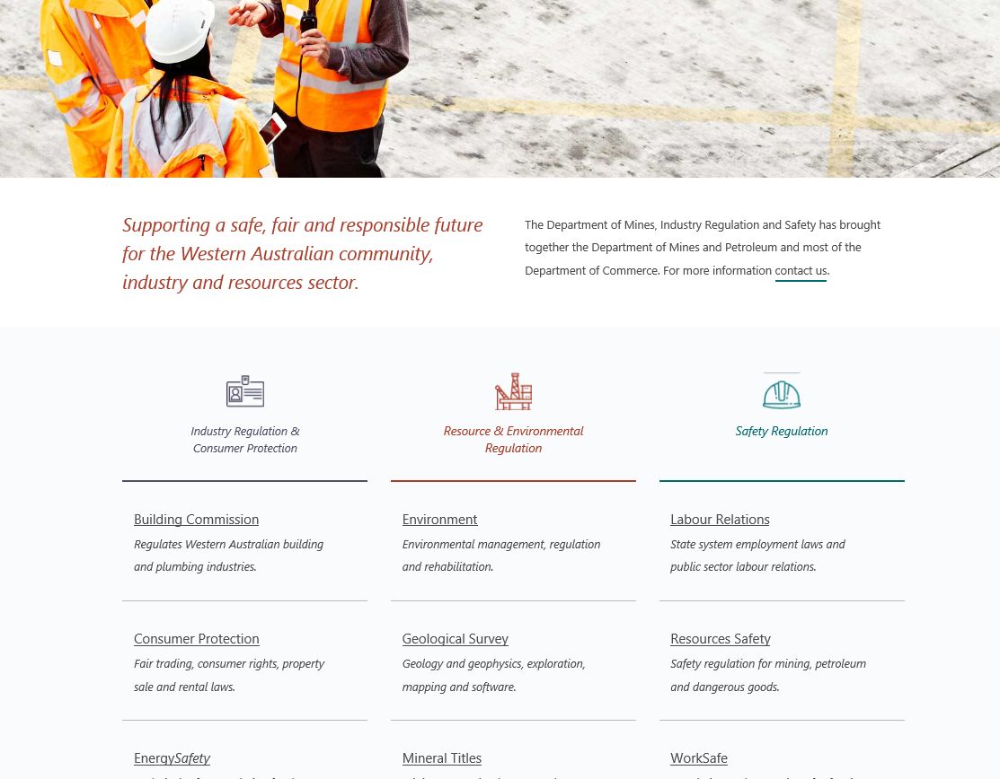 Supporting a safe, fair and responsible future
for the Western Australian community,
industry and resources sector.
The Department of Mines, Industry Regulation and Safety has brought
together the Department of Mines and Petroleum and most of the
Department of Commerce. For more information contact us.
Industry Regulation &
Consumer Protection
Building Commission
Regulates Western Australian building
and plumbing industries.
Consumer Protection
Fair trading, consumer rights, property
sale and rental laws.
EnergySafety
Resource & Environmental
Regulation
Environment
Environmental management, regulation
and rehabilitation.
Geological Survey
Geology and geophysics, exploration,
mapping and software.
Mineral Titles
Safety Regulation
Labour Relations
State system employment laws and
public sector labour relations.
Resources Safety
Safety regulation for mining, petroleum
and dangerous goods.
WorkSafe